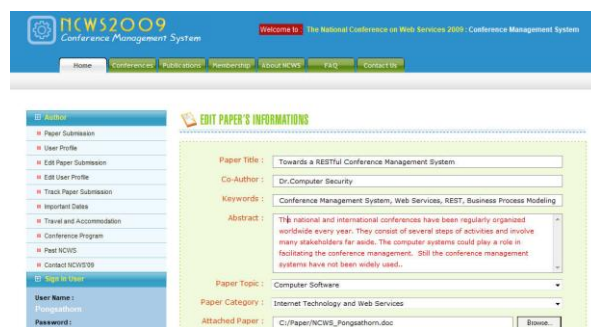 NCWS2009
Conference Management System
Welcome to : The National Conference on Web Services 2009 : Conference Management System
Home Conferences Publications Membership About NCWS FAQ Contact Us
Author
Paper Submission
User Profile
Edit Paper Submission
Edit User Profile
Track Paper Submission
Important Dates
Travel and Accommodation
Conference Program
Past NCWS
Contact NCWS'09
Sign in User
User Name :
Pongsathorn
Password :
EDIT PAPER'S INFORMATIONS
Paper Title : Towards a RESTful Conference Management System
Co-Author : Dr.Computer Security
Keywords : Conference Management System, Web Services, REST, Business Process Modeling
Abstract : The national and international conferences have been regularly organized
worldwide every year. They consist of several steps of activities and involve
many stakeholders far aside. The computer systems could play a role in
facilitating the conference management. Still the conference management
systems have not been widely used..
Paper Topic : Computer Software
Paper Category : Internet Technology and Web Services
Attached Paper : C:/Paper/NCWS_Pongsathorn.doc Browse...